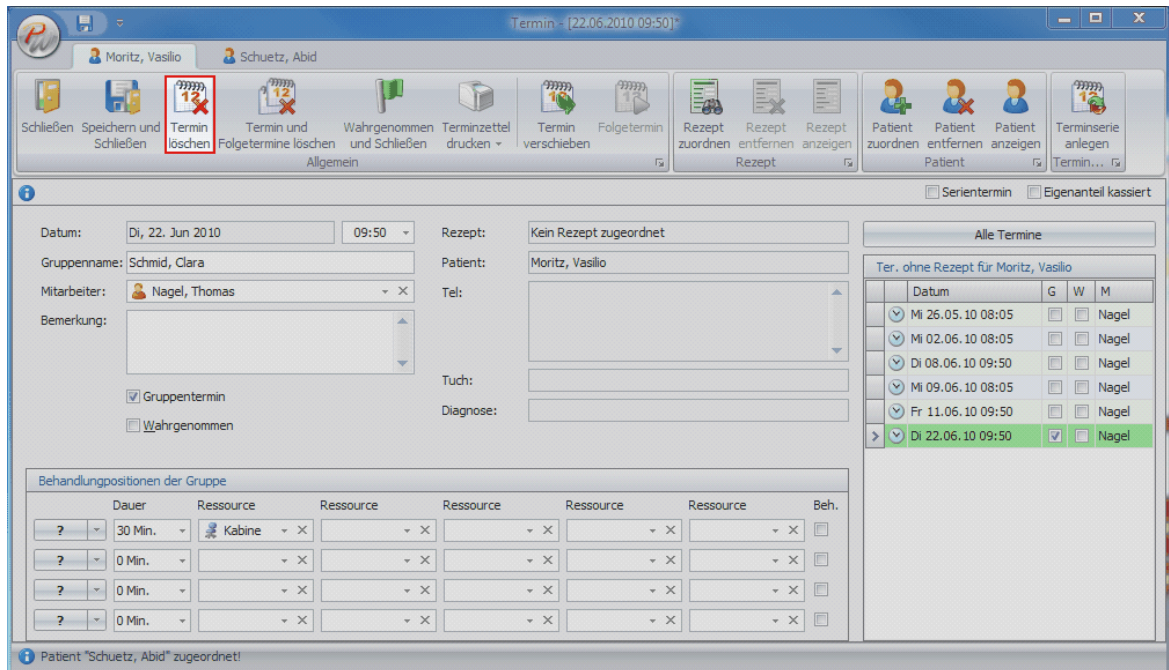 Termin - [22.06.2010 09:50]*
Moritz, Vasilio
Schuetz, Abid
Schließen
Speichern und Schließen
Termin löschen
Termin und Folgetermine löschen
Wahrgenommen und Schließen
Terminzettel drucken
Termin verschieben
Folgetermin
Rezept zuordnen
Rezept entfernen
Rezept anzeigen
Patient zuordnen
Patient entfernen
Patient anzeigen
Terminserie anlegen
Allgemein
Rezept
Patient
Termin...
Serientermin
Eigenanteil kassiert
Datum: Di, 22. Jun 2010 09:50
Gruppenname: Schmid, Clara
Mitarbeiter: Nagel, Thomas
Bemerkung:
Gruppentermin
Wahrgenommen
Rezept: Kein Rezept zugeordnet
Patient: Moritz, Vasilio
Tel:
Tuch:
Diagnose:
Alle Termine
Ter. ohne Rezept für Moritz, Vasilio
Datum G W M
Mi 26.05.10 08:05 Nagel
Mi 02.06.10 08:05 Nagel
Di 08.06.10 09:50 Nagel
Mi 09.06.10 08:05 Nagel
Fr 11.06.10 09:50 Nagel
Di 22.06.10 09:50 Nagel
Behandlungpositionen der Gruppe
Dauer Ressource Ressource Ressource Ressource Ressource Beh.
? 30 Min. Kabine
? 0 Min.
? 0 Min.
? 0 Min.
Patient "Schuetz, Abid" zugeordnet!